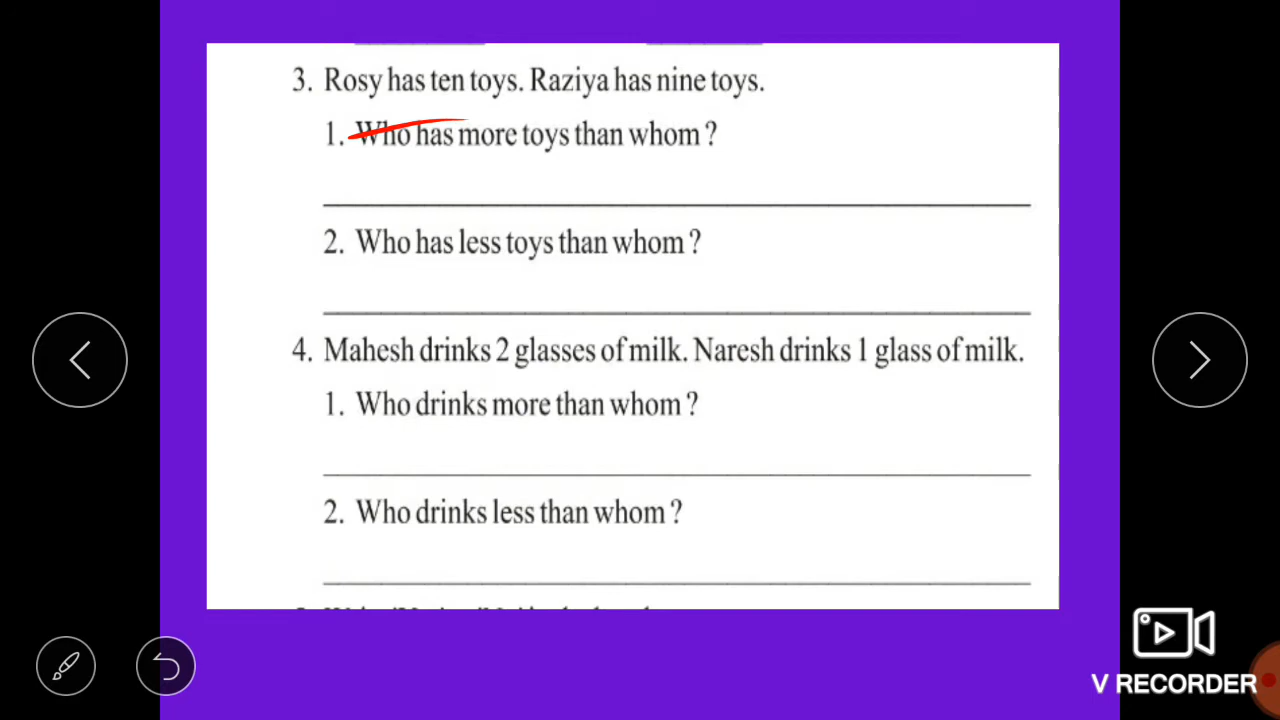 3. Rosy has ten toys. Raziya has nine toys.
1. Who has more toys than whom ?
2. Who has less toys than whom ?
4. Mahesh drinks 2 glasses of milk. Naresh drinks 1 glass of milk.
1. Who drinks more than whom ?
2. Who drinks less than whom ?
V RECORDER